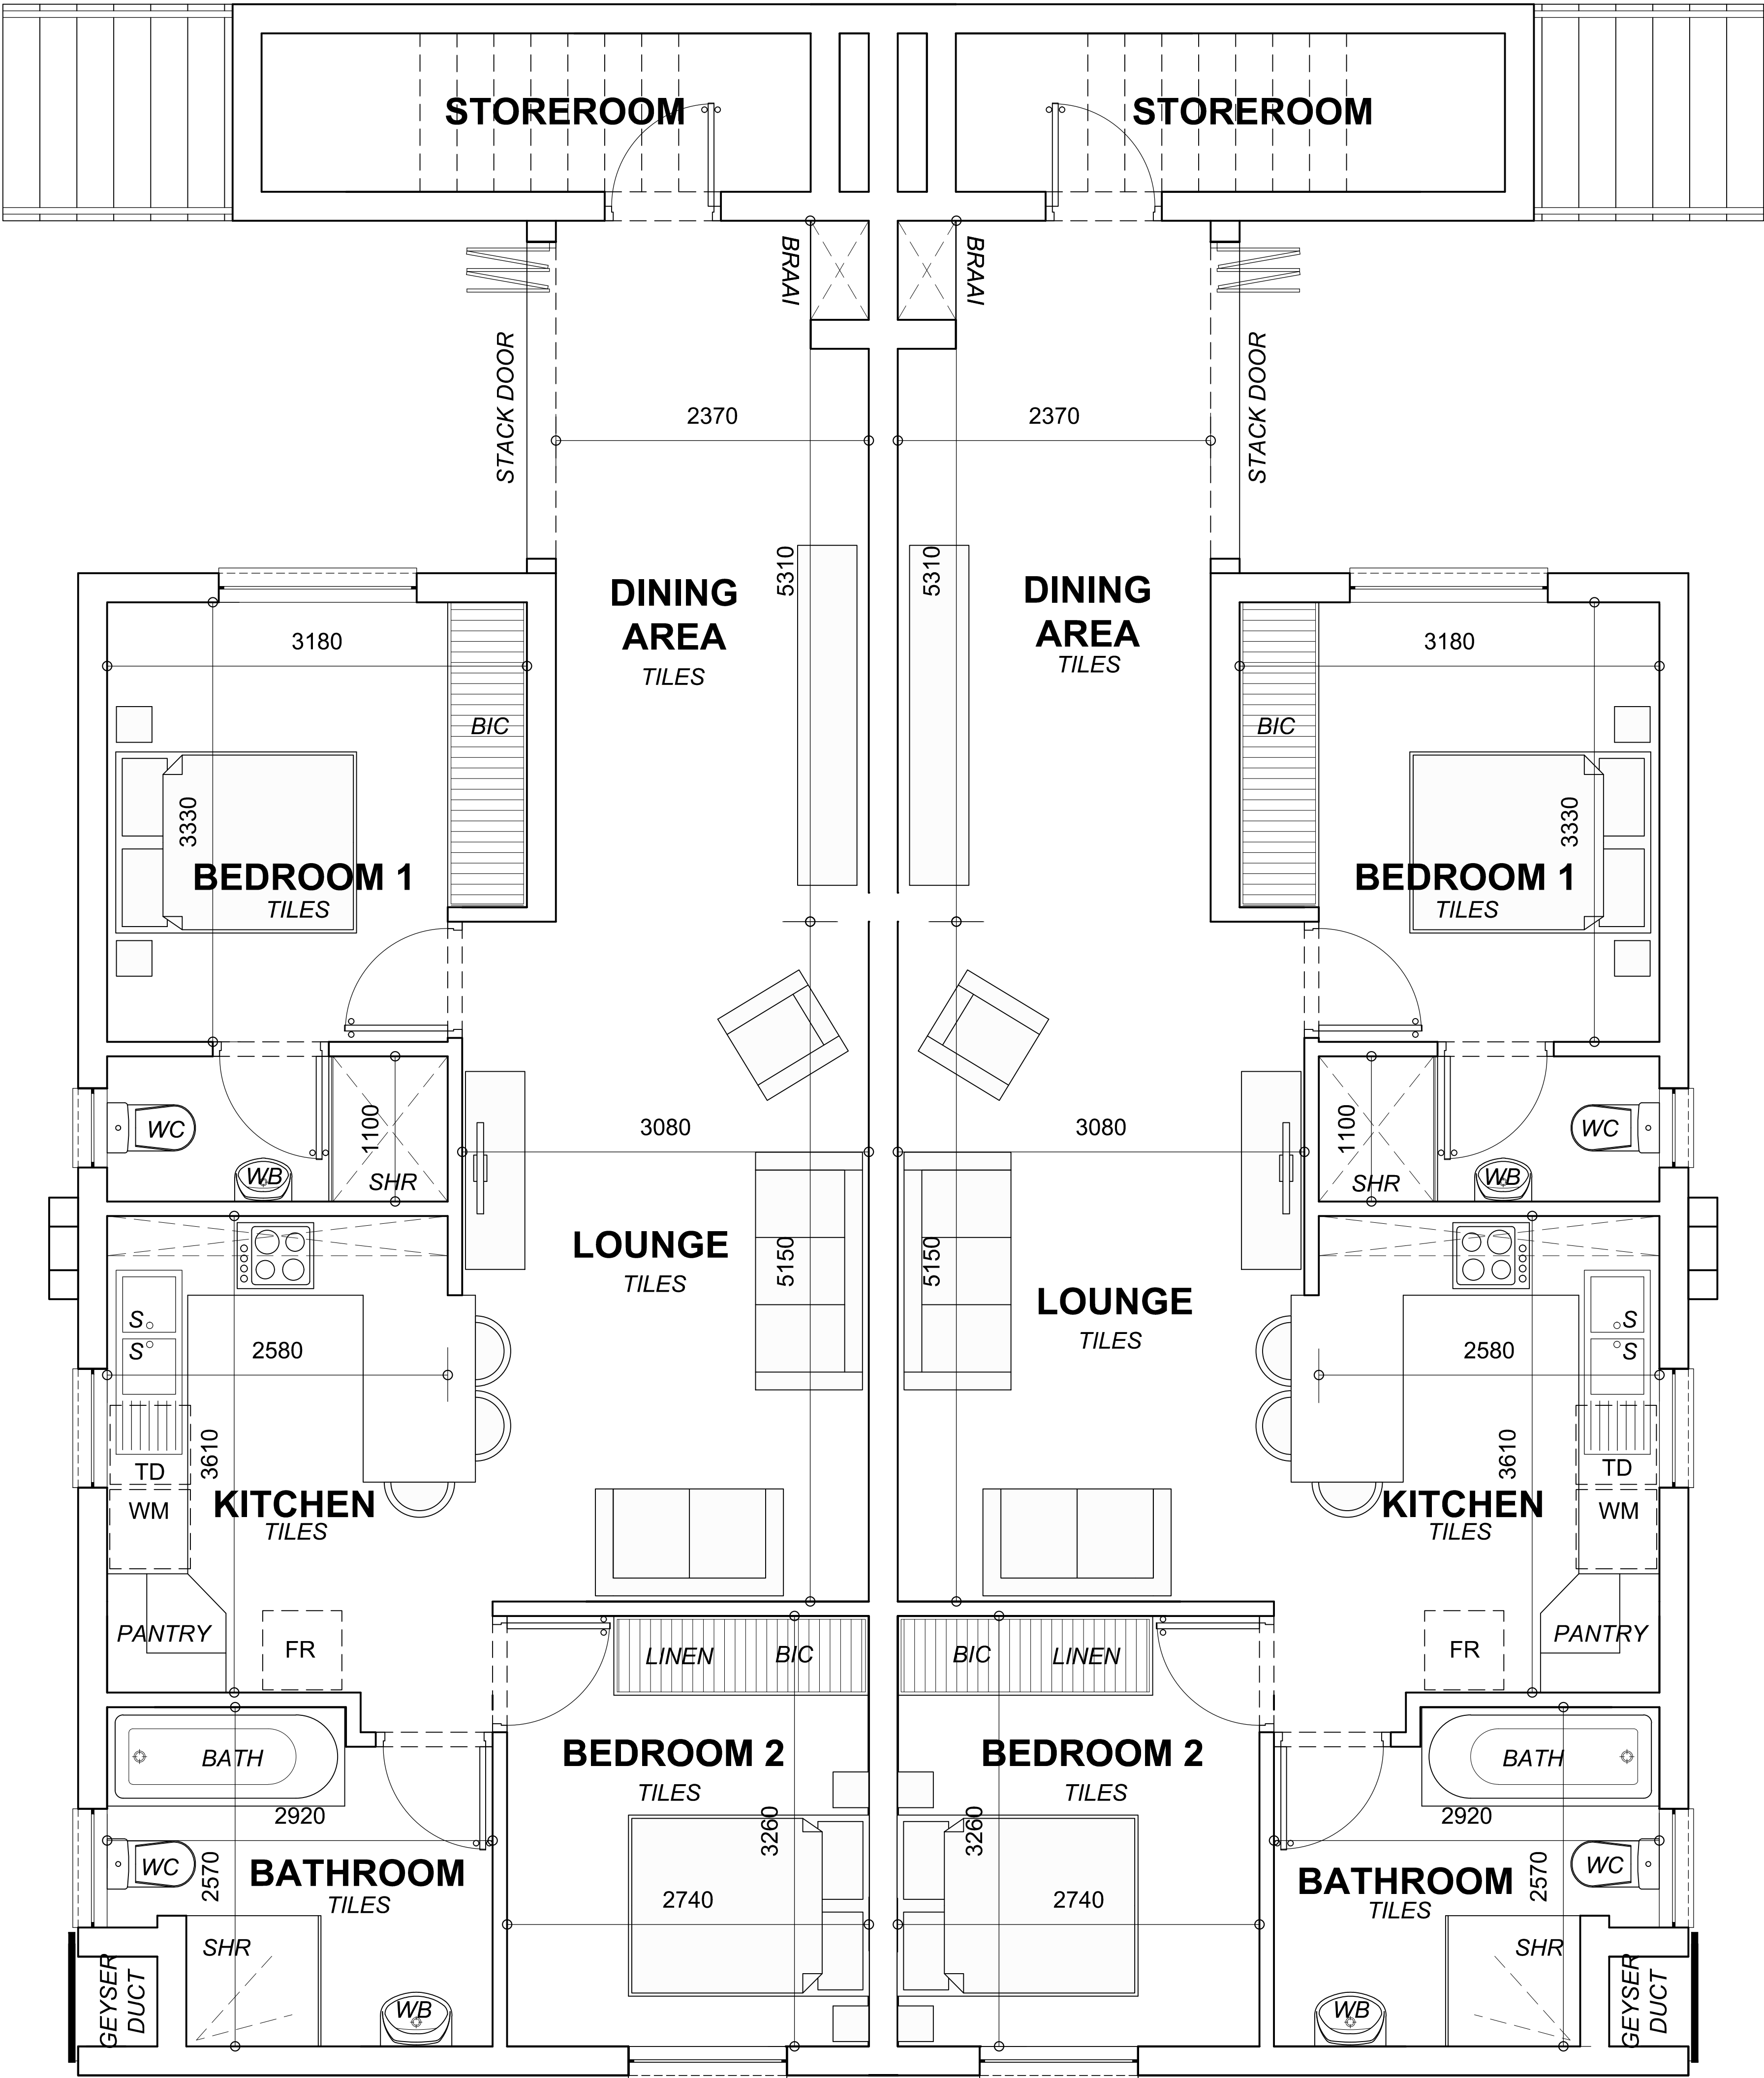 STOREROOM
STOREROOM
BRAAI
BRAAI
STACK DOOR
STACK DOOR
2370
2370
5310
5310
DINING
AREA
TILES
DINING
AREA
TILES
3180
3180
BIC
BIC
3330
3330
BEDROOM 1
TILES
BEDROOM 1
TILES
WC
WB
1100
SHR
3080
3080
1100
SHR
WB
WC
LOUNGE
TILES
5150
5150
LOUNGE
TILES
S
S
2580
2580
S
S
3610
3610
TD
WM
KITCHEN
TILES
KITCHEN
TILES
TD
WM
PANTRY
FR
LINEN
BIC
BIC
LINEN
FR
PANTRY
BATH
BEDROOM 2
TILES
BEDROOM 2
TILES
BATH
2920
2920
3260
3260
WC
2570
BATHROOM
TILES
2740
2740
BATHROOM
TILES
2570
WC
SHR
SHR
GEYSER
DUCT
WB
WB
GEYSER
DUCT